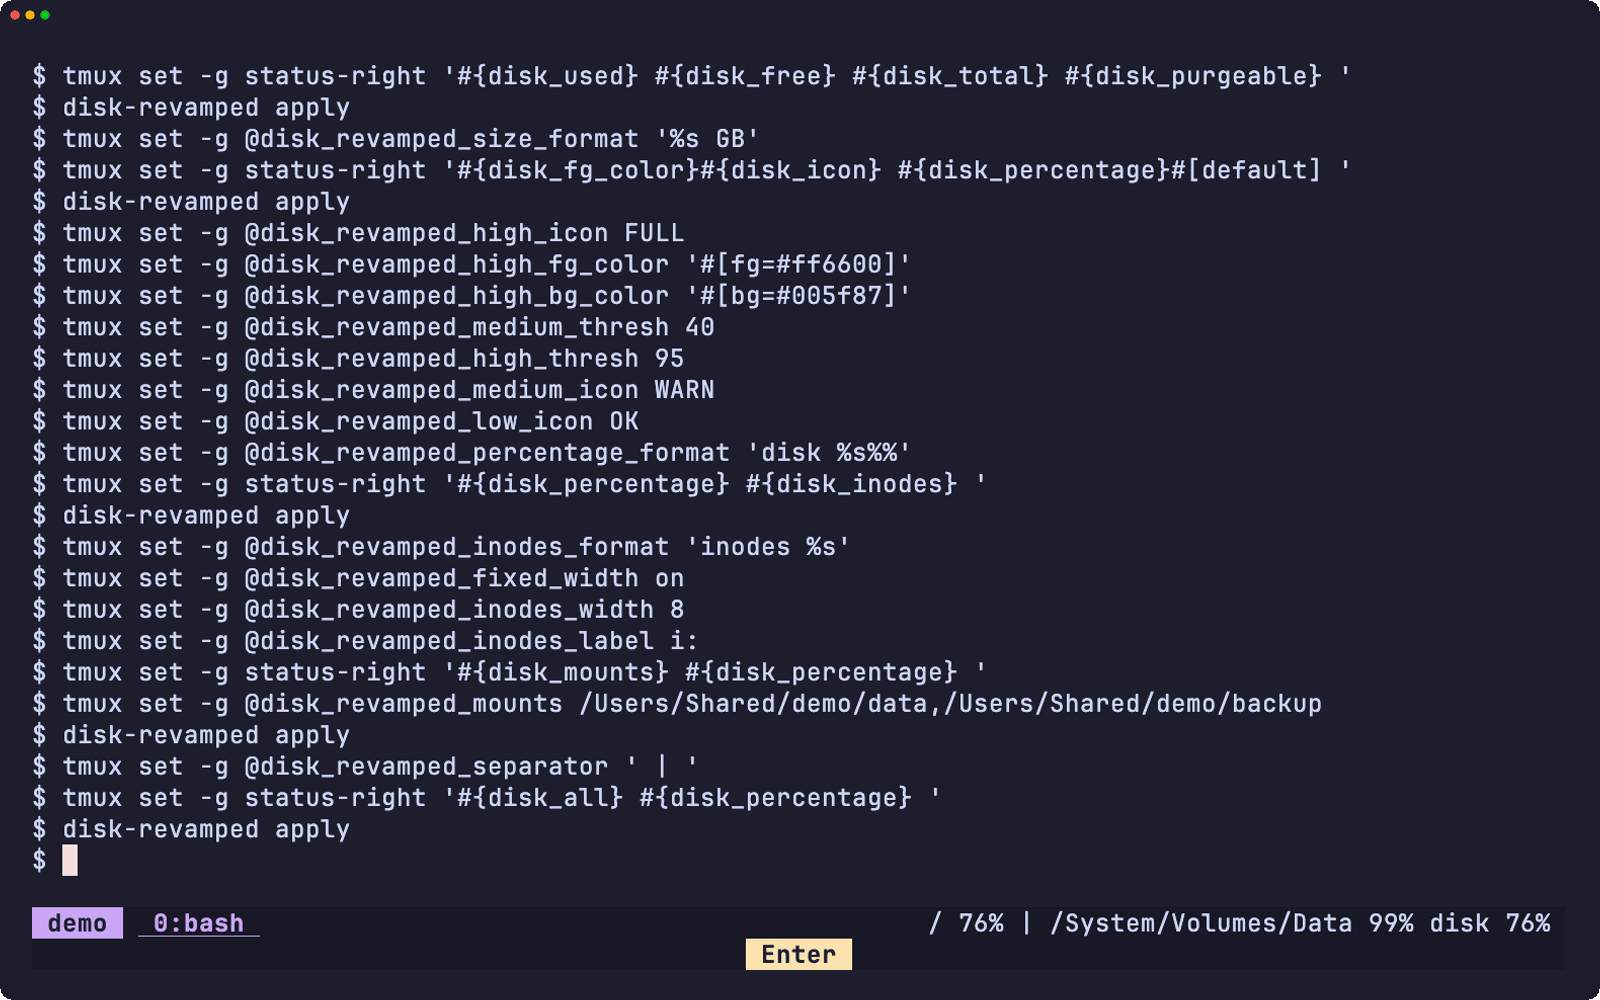 $ tmux set -g status-right '#{disk_used} #{disk_free} #{disk_total} #{disk_purgeable} '
$ disk-revamped apply
$ tmux set -g @disk_revamped_size_format '%s GB'
$ tmux set -g status-right '#{disk_fg_color}#{disk_icon} #{disk_percentage}#[default] '
$ disk-revamped apply
$ tmux set -g @disk_revamped_high_icon FULL
$ tmux set -g @disk_revamped_high_fg_color '#[fg=#ff6600]'
$ tmux set -g @disk_revamped_high_bg_color '#[bg=#005f87]'
$ tmux set -g @disk_revamped_medium_thresh 40
$ tmux set -g @disk_revamped_high_thresh 95
$ tmux set -g @disk_revamped_medium_icon WARN
$ tmux set -g @disk_revamped_low_icon OK
$ tmux set -g @disk_revamped_percentage_format 'disk %s%%'
$ tmux set -g status-right '#{disk_percentage} #{disk_inodes} '
$ disk-revamped apply
$ tmux set -g @disk_revamped_inodes_format 'inodes %s'
$ tmux set -g @disk_revamped_fixed_width on
$ tmux set -g @disk_revamped_inodes_width 8
$ tmux set -g @disk_revamped_inodes_label i:
$ tmux set -g status-right '#{disk_mounts} #{disk_percentage} '
$ tmux set -g @disk_revamped_mounts /Users/Shared/demo/data,/Users/Shared/demo/backup
$ disk-revamped apply
$ tmux set -g @disk_revamped_separator ' | '
$ tmux set -g status-right '#{disk_all} #{disk_percentage} '
$ disk-revamped apply
$
demo 0:bash / 76% | /System/Volumes/Data 99% disk 76%
Enter